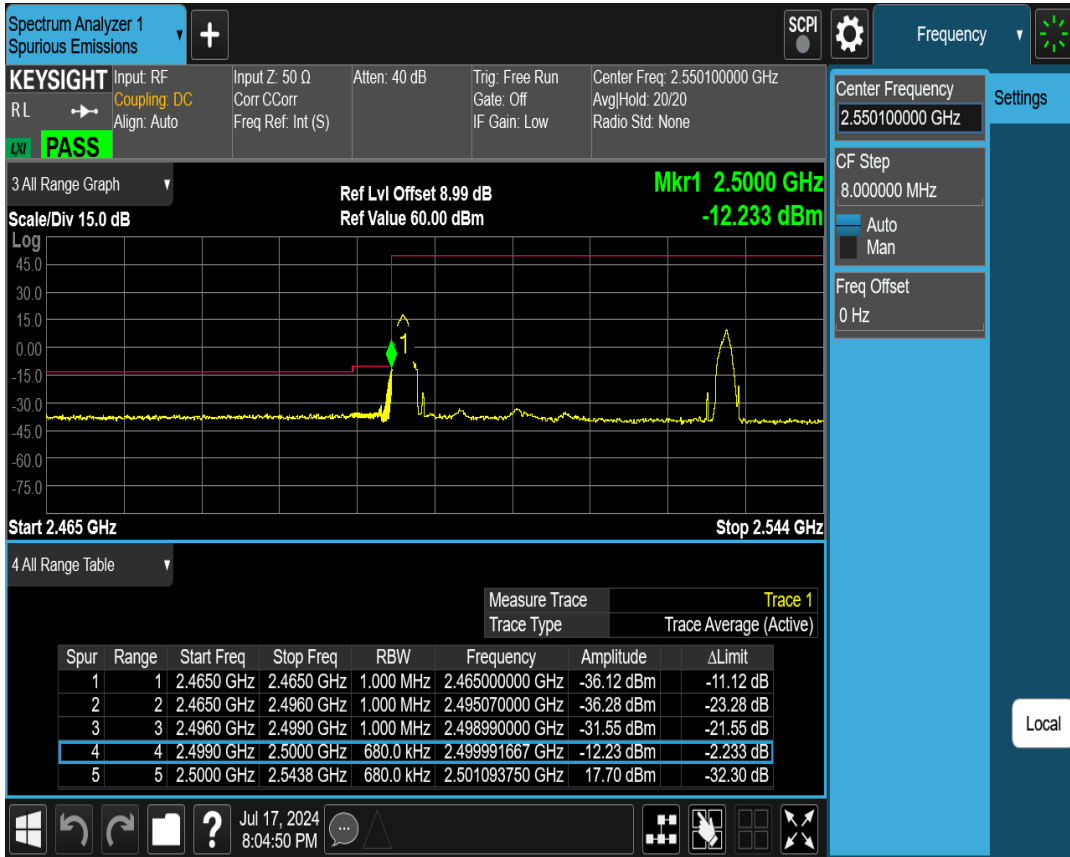 Spectrum Analyzer 1
Spurious Emissions
+
SCPI
Frequency
KEYSIGHT
RL
LXI
PASS
Input: RF
Coupling: DC
Align: Auto
Input Z: 50 Ω
Corr CCorr
Freq Ref: Int (S)
Atten: 40 dB
Trig: Free Run
Gate: Off
IF Gain: Low
Center Freq: 2.550100000 GHz
Avg|Hold: 20/20
Radio Std: None
Center Frequency
2.550100000 GHz
Settings
CF Step
8.000000 MHz
Auto
Man
Freq Offset
0 Hz
3 All Range Graph
Scale/Div 15.0 dB
Ref Lvl Offset 8.99 dB
Ref Value 60.00 dBm
Mkr1 2.5000 GHz
-12.233 dBm
Log
45.0
30.0
15.0
0.00
-15.0
-30.0
-45.0
-60.0
-75.0
1
Start 2.465 GHz
Stop 2.544 GHz
4 All Range Table
Measure Trace Trace 1
Trace Type Trace Average (Active)
Spur Range Start Freq Stop Freq RBW Frequency Amplitude ΔLimit
1 1 2.4650 GHz 2.4650 GHz 1.000 MHz 2.465000000 GHz -36.12 dBm -11.12 dB
2 2 2.4650 GHz 2.4960 GHz 1.000 MHz 2.495070000 GHz -36.28 dBm -23.28 dB
3 3 2.4960 GHz 2.4990 GHz 1.000 MHz 2.498990000 GHz -31.55 dBm -21.55 dB
4 4 2.4990 GHz 2.5000 GHz 680.0 kHz 2.499991667 GHz -12.23 dBm -2.233 dB
5 5 2.5000 GHz 2.5438 GHz 680.0 kHz 2.501093750 GHz 17.70 dBm -32.30 dB
Local
?
Jul 17, 2024
8:04:50 PM